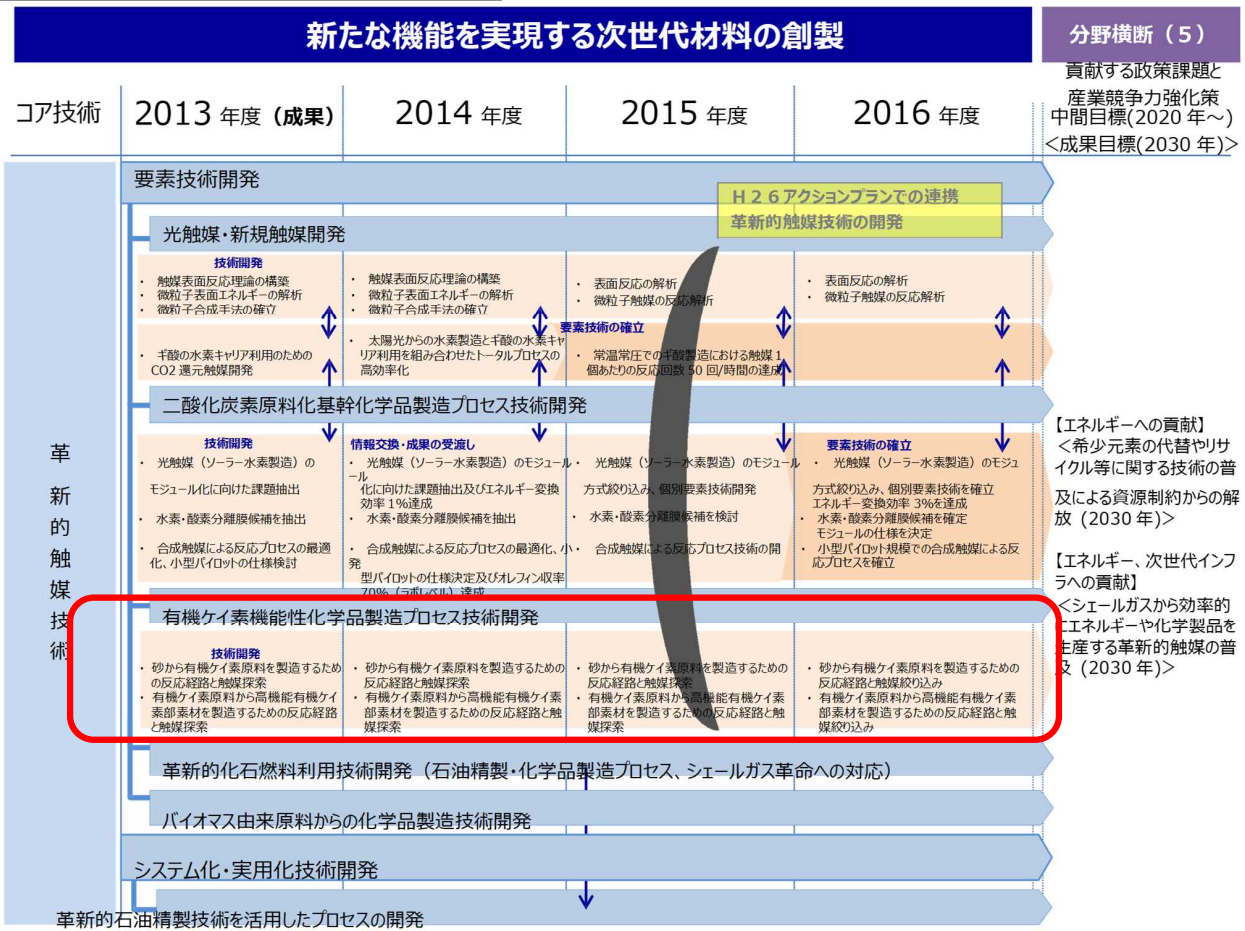 新たな機能を実現する次世代材料の創製
分野横断（５）
コア技術
2013 年度（成果）
2014 年度
2015 年度
2016 年度
貢献する政策課題と
産業競争力強化策
中間目標(2020 年～)
<成果目標(2030 年)>
革新的触媒技術
要素技術開発
Ｈ２６アクションプランでの連携
革新的触媒技術の開発
光触媒・新規触媒開発
技術開発
・ 触媒表面反応理論の構築
・ 微粒子表面エネルギーの解析
・ 微粒子合成手法の確立
・ 触媒表面反応理論の構築
・ 微粒子表面エネルギーの解析
・ 微粒子合成手法の確立
・ 表面反応の解析
・ 微粒子触媒の反応解析
・ 表面反応の解析
・ 微粒子触媒の反応解析
・ ギ酸の水素キャリア利用のための
CO2 還元触媒開発
・ 太陽光からの水素製造とギ酸の水素キャ
リア利用を組み合わせたトータルプロセスの
高効率化
要素技術の確立
・ 常温常圧でのギ酸製造における触媒 1
個あたりの反応回数 50 回/時間の達成
二酸化炭素原料化基幹化学品製造プロセス技術開発
技術開発
・ 光触媒（ソーラー水素製造）の
モジュール化に向けた課題抽出
・ 水素・酸素分離膜候補を抽出
・ 合成触媒による反応プロセスの最適
化、小型パイロットの仕様検討
情報交換・成果の受渡し
・ 光触媒（ソーラー水素製造）のモジュール
ール
化に向けた課題抽出及びエネルギー変換
効率 1％達成
・ 水素・酸素分離膜候補を抽出
・ 合成触媒による反応プロセスの最適化、小
発
型パイロットの仕様決定及びオレフィン収率
70％（ラボレベル）達成
・ 光触媒（ソーラー水素製造）のモジュール
方式絞り込み、個別要素技術開発
・ 水素・酸素分離膜候補を検討
・ 合成触媒による反応プロセス技術の開
要素技術の確立
・ 光触媒（ソーラー水素製造）のモジュ
方式絞り込み、個別要素技術を確立
エネルギー変換効率 3％を達成
・ 水素・酸素分離膜候補を確定
モジュールの仕様を決定
・ 小型パイロット規模での合成触媒による反
応プロセスを確立
有機ケイ素機能性化学品製造プロセス技術開発
技術開発
・ 砂から有機ケイ素原料を製造するため
の反応経路と触媒探索
・ 有機ケイ素原料から高機能有機ケイ
素部素材を製造するための反応経路
と触媒探索
・ 砂から有機ケイ素原料を製造するための
反応経路と触媒探索
・ 有機ケイ素原料から高機能有機ケイ素
部素材を製造するための反応経路と触
媒探索
・ 砂から有機ケイ素原料を製造するための
反応経路と触媒探索
・ 有機ケイ素原料から高機能有機ケイ素
部素材を製造するための反応経路と触
媒探索
・ 砂から有機ケイ素原料を製造するための
反応経路と触媒絞り込み
・ 有機ケイ素原料から高機能有機ケイ素
部素材を製造するための反応経路と触
媒絞り込み
革新的化石燃料利用技術開発（石油精製・化学品製造プロセス、シェールガス革命への対応）
バイオマス由来原料からの化学品製造技術開発
システム化・実用化技術開発
革新的石油精製技術を活用したプロセスの開発
【エネルギーへの貢献】
<希少元素の代替やリサ
イクル等に関する技術の普
及による資源制約からの解
放 (2030 年)>
【エネルギー、次世代インフ
ラへの貢献】
<シェールガスから効率的
にエネルギーや化学製品を
生産する革新的触媒の普
及 (2030 年)>